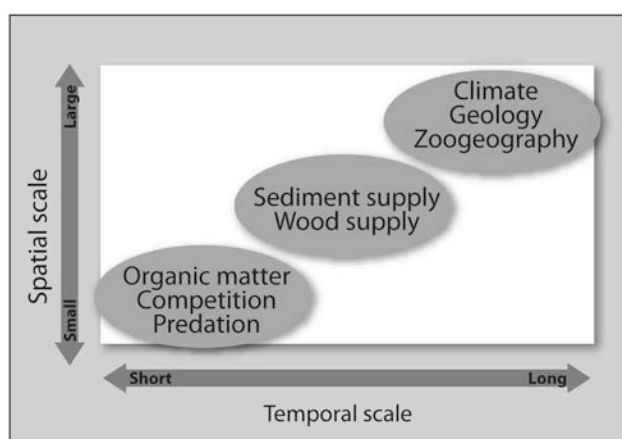 Large
Spatial scale
Small
Climate
Geology
Zoogeography
Sediment supply
Wood supply
Organic matter
Competition
Predation
Short
Long
Temporal scale